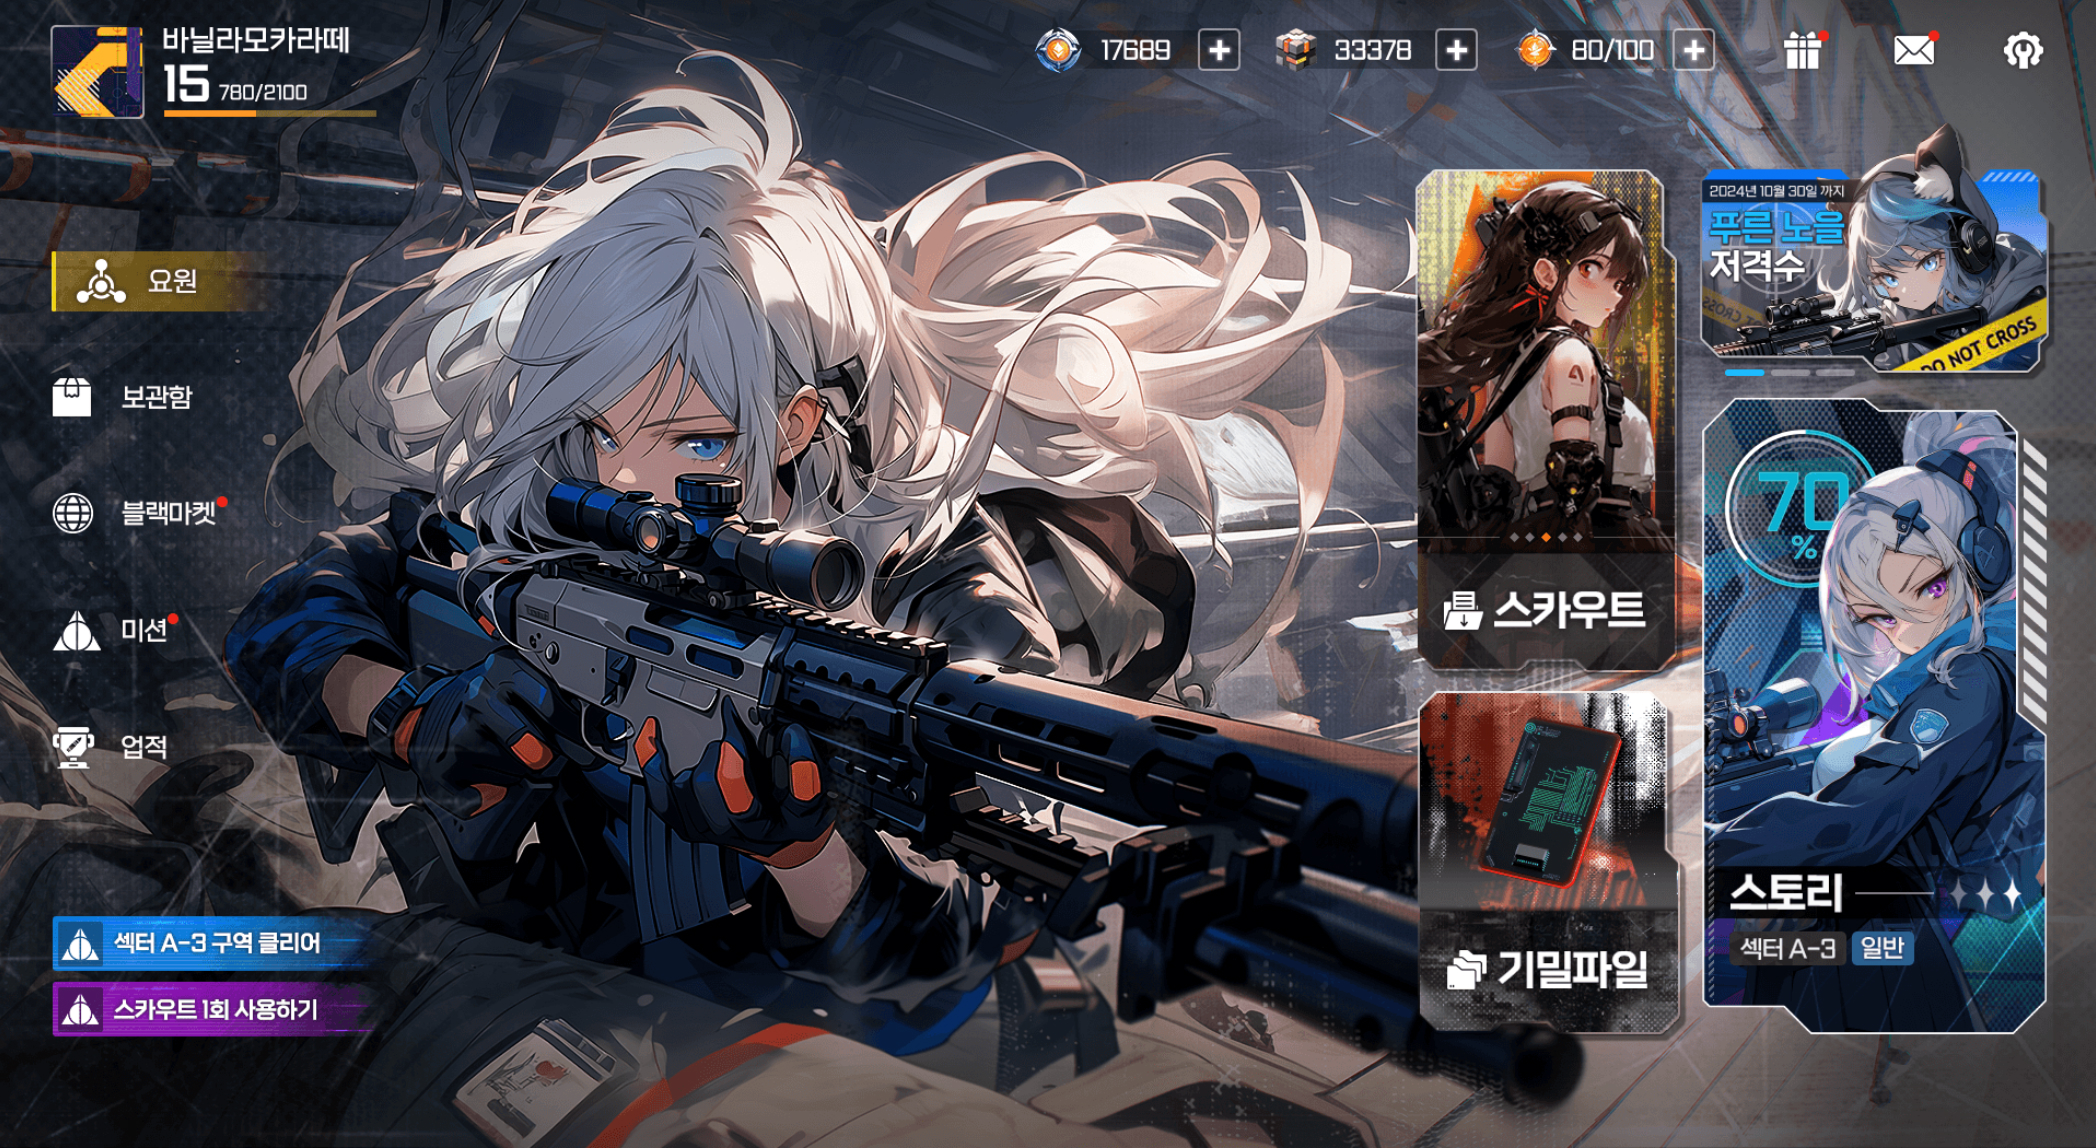 바닐라모카라떼
15 780/2100
17689
33378
80/100
요원
보관함
블랙마켓
미션
업적
섹터 A-3 구역 클리어
스카우트 1회 사용하기
스카우트
기밀파일
2024년 10월 30일 까지
푸른 노을
저격수
DO NOT CROSS
70
%
스토리
섹터 A-3 일반